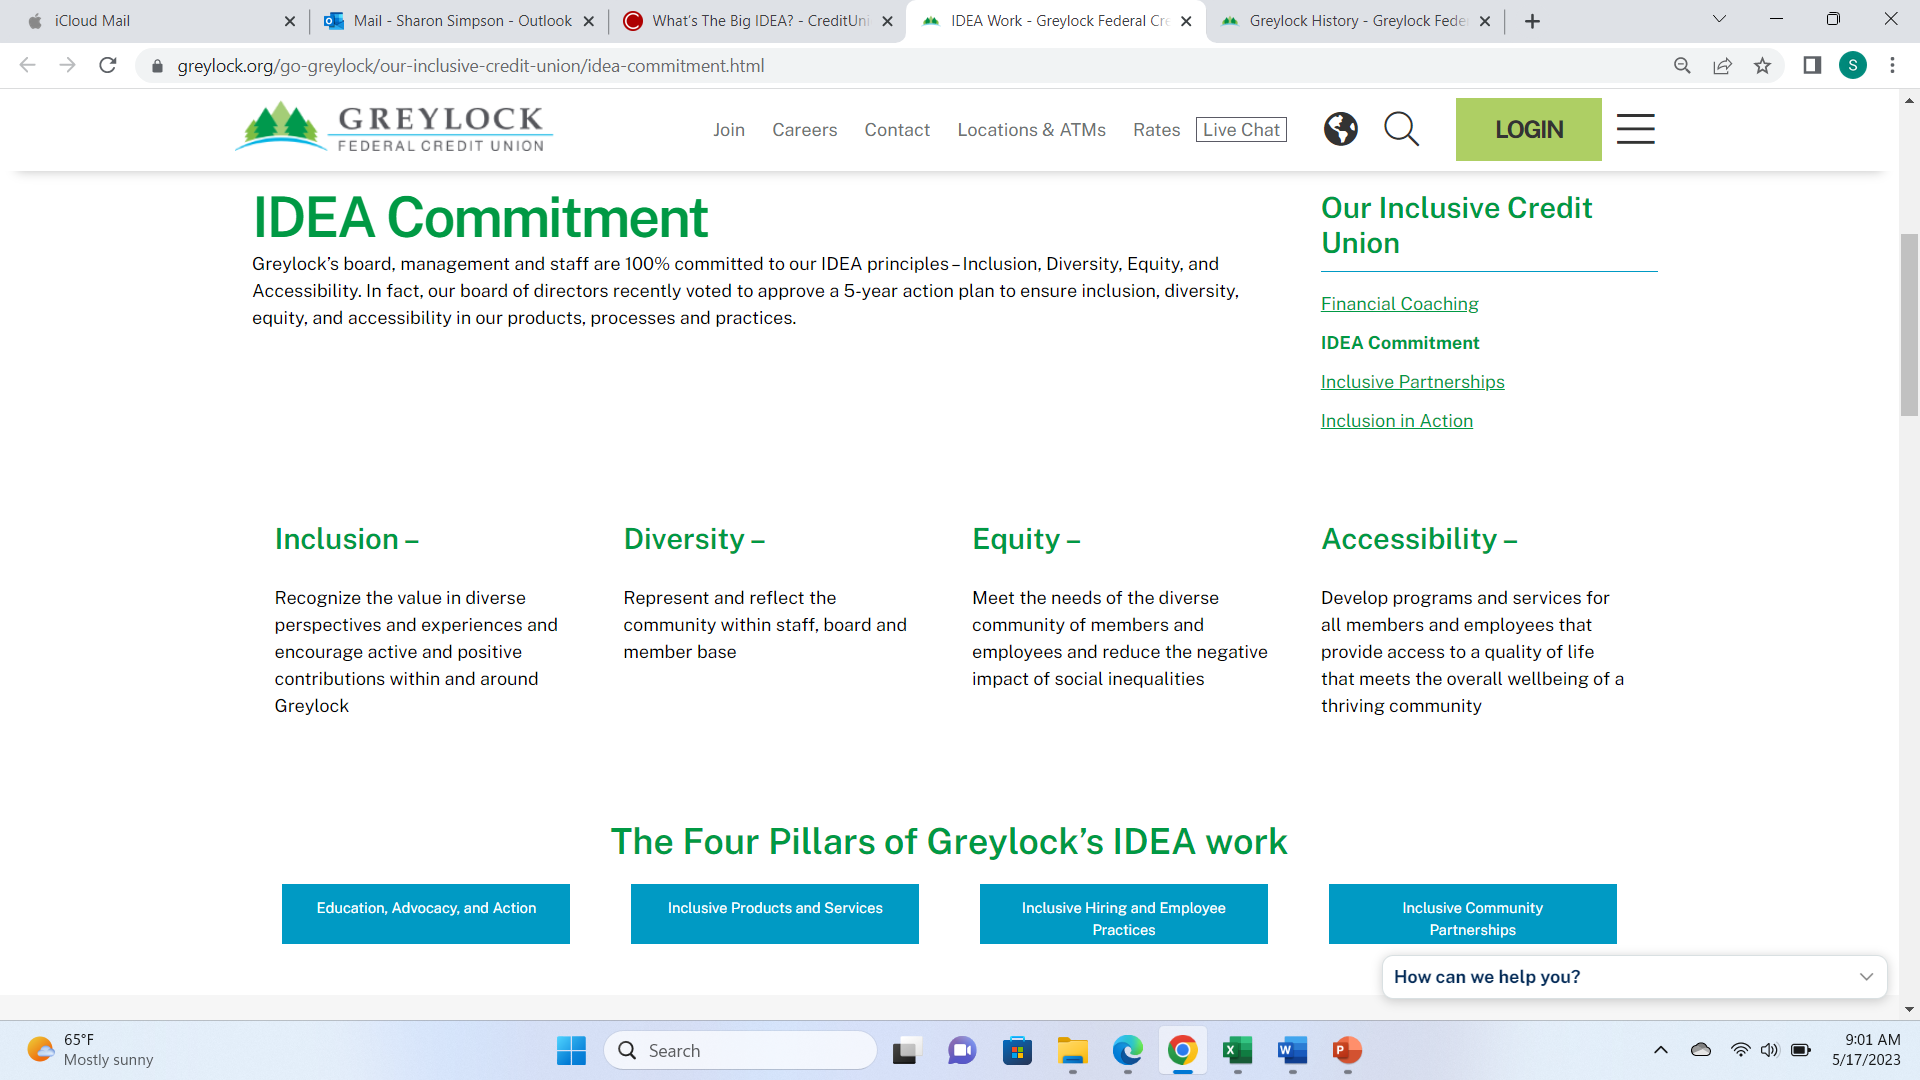 iCloud Mail
Mail - Sharon Simpson - Outlook
What's The Big IDEA? - CreditUni
IDEA Work - Greylock Federal Cre
Greylock History - Greylock Fede
greylock.org/go-greylock/our-inclusive-credit-union/idea-commitment.html
S
GREYLOCK
FEDERAL CREDIT UNION
Join
Careers
Contact
Locations & ATMs
Rates
Live Chat
LOGIN
IDEA Commitment
Greylock’s board, management and staff are 100% committed to our IDEA principles – Inclusion, Diversity, Equity, and
Accessibility. In fact, our board of directors recently voted to approve a 5-year action plan to ensure inclusion, diversity,
equity, and accessibility in our products, processes and practices.
Our Inclusive Credit
Union
Financial Coaching
IDEA Commitment
Inclusive Partnerships
Inclusion in Action
Inclusion –
Recognize the value in diverse
perspectives and experiences and
encourage active and positive
contributions within and around
Greylock
Diversity –
Represent and reflect the
community within staff, board and
member base
Equity –
Meet the needs of the diverse
community of members and
employees and reduce the negative
impact of social inequalities
Accessibility –
Develop programs and services for
all members and employees that
provide access to a quality of life
that meets the overall wellbeing of a
thriving community
The Four Pillars of Greylock’s IDEA work
Education, Advocacy, and Action
Inclusive Products and Services
Inclusive Hiring and Employee
Practices
Inclusive Community
Partnerships
How can we help you?
65°F
Mostly sunny
Search
9:01 AM
5/17/2023